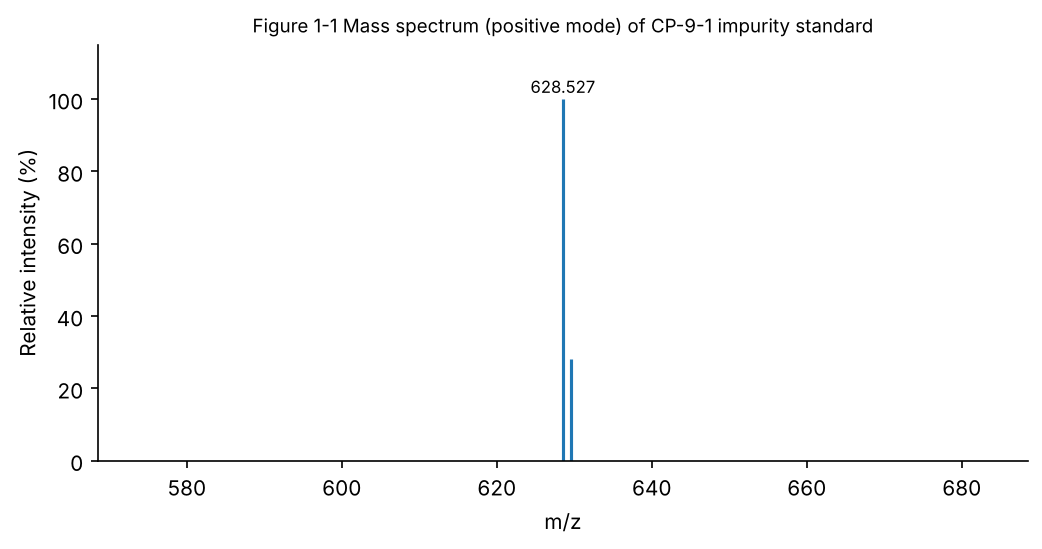 Figure 1-1 Mass spectrum (positive mode) of CP-9-1 impurity standard
628.527
100
80
60
40
20
0
Relative intensity (%)
580 600 620 640 660 680
m/z